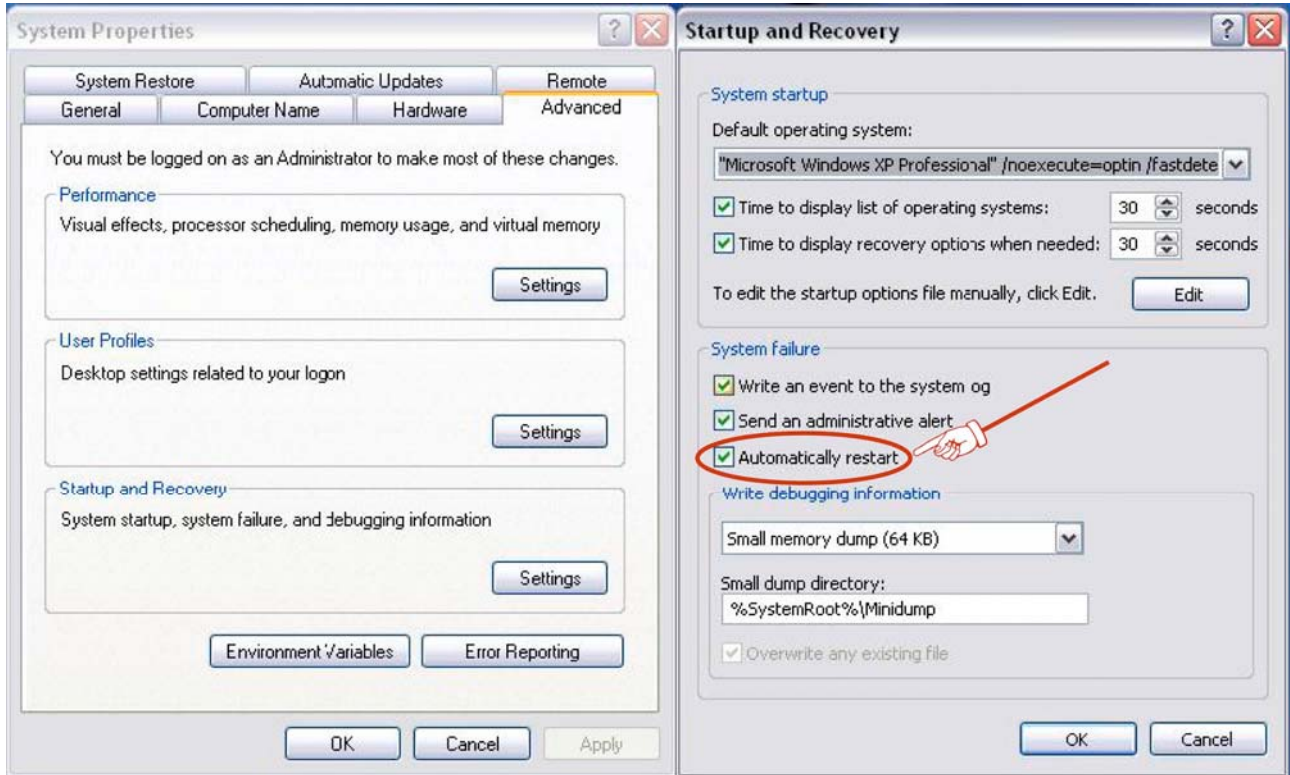 System Properties
System Restore Automatic Updates Remote
General Computer Name Hardware Advanced
You must be logged on as an Administrator to make most of these changes.
Performance
Visual effects, processor scheduling, memory usage, and virtual memory
Settings
User Profiles
Desktop settings related to your logon
Settings
Startup and Recovery
System startup, system failure, and debugging information
Settings
Environment Variables Error Reporting
OK Cancel Apply
Startup and Recovery
System startup
Default operating system:
"Microsoft Windows XP Professional" /noexecute=optin /fastdete
Time to display list of operating systems: 30 seconds
Time to display recovery options when needed: 30 seconds
To edit the startup options file manually, click Edit. Edit
System failure
Write an event to the system og
Send an administrative alert
Automatically restart
Write debugging information
Small memory dump (64 KB)
Small dump directory:
%SystemRoot%\Minidump
Overwrite any existing file
OK Cancel